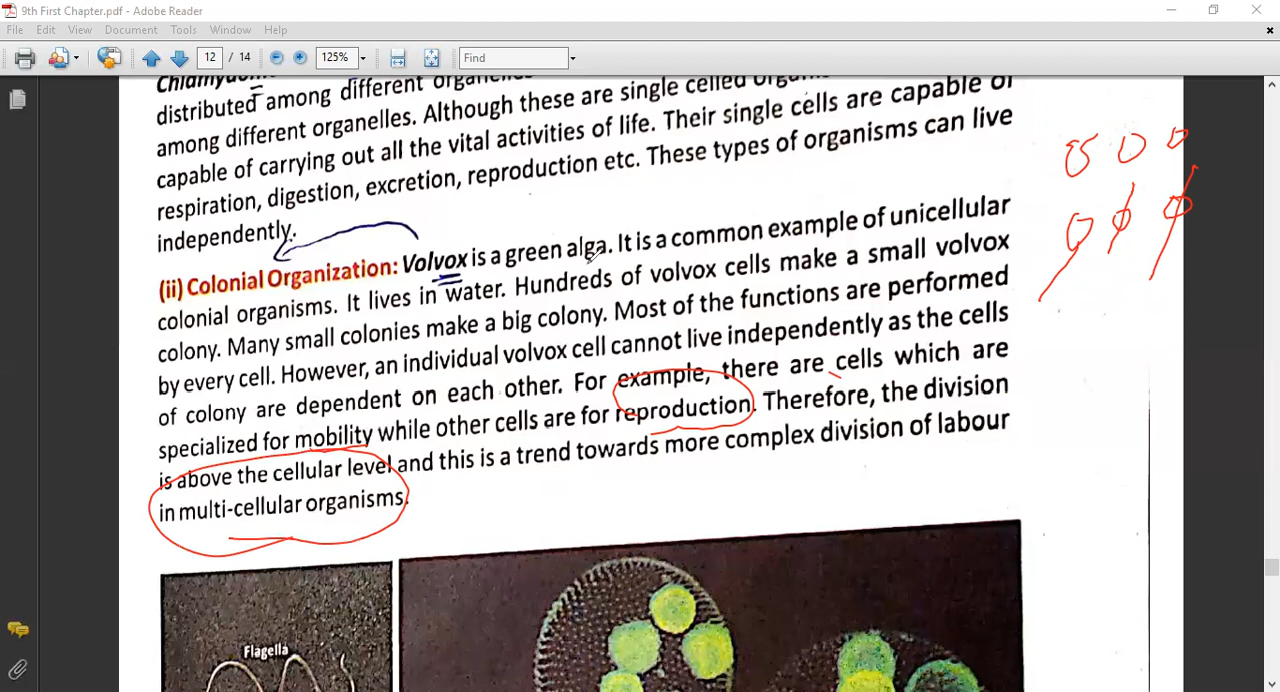 9th First Chapter.pdf - Adobe Reader
File Edit View Document Tools Window Help
12 / 14 125% Find
distributed among different organelles
among different organelles. Although these are single celled
capable of carrying out all the vital activities of life. Their single cells are capable of
respiration, digestion, excretion, reproduction etc. These types of organisms can live
independently.
(ii) Colonial Organization: Volvox is a green alga. It is a common example of unicellular
colonial organisms. It lives in water. Hundreds of volvox cells make a small volvox
colony. Many small colonies make a big colony. Most of the functions are performed
by every cell. However, an individual volvox cell cannot live independently as the cells
of colony are dependent on each other. For example, there are cells which are
specialized for mobility while other cells are for reproduction. Therefore, the division
is above the cellular level and this is a trend towards more complex division of labour
in multi-cellular organisms.
Flagella